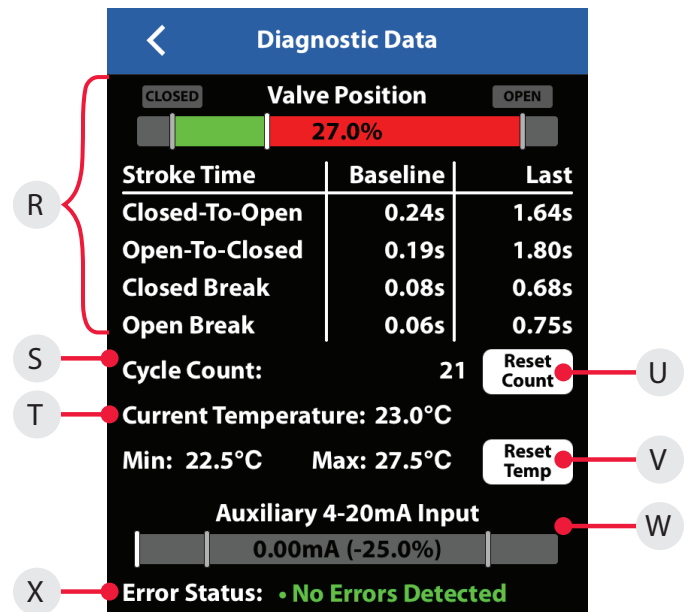 Diagnostic Data
CLOSED Valve Position OPEN
27.0%
R
Stroke Time Baseline Last
Closed-To-Open 0.24s 1.64s
Open-To-Closed 0.19s 1.80s
Closed Break 0.08s 0.68s
Open Break 0.06s 0.75s
S Cycle Count: 21 Reset Count U
T Current Temperature: 23.0°C
Min: 22.5°C Max: 27.5°C Reset Temp V
Auxiliary 4-20mA Input W
0.00mA (-25.0%)
X Error Status: • No Errors Detected